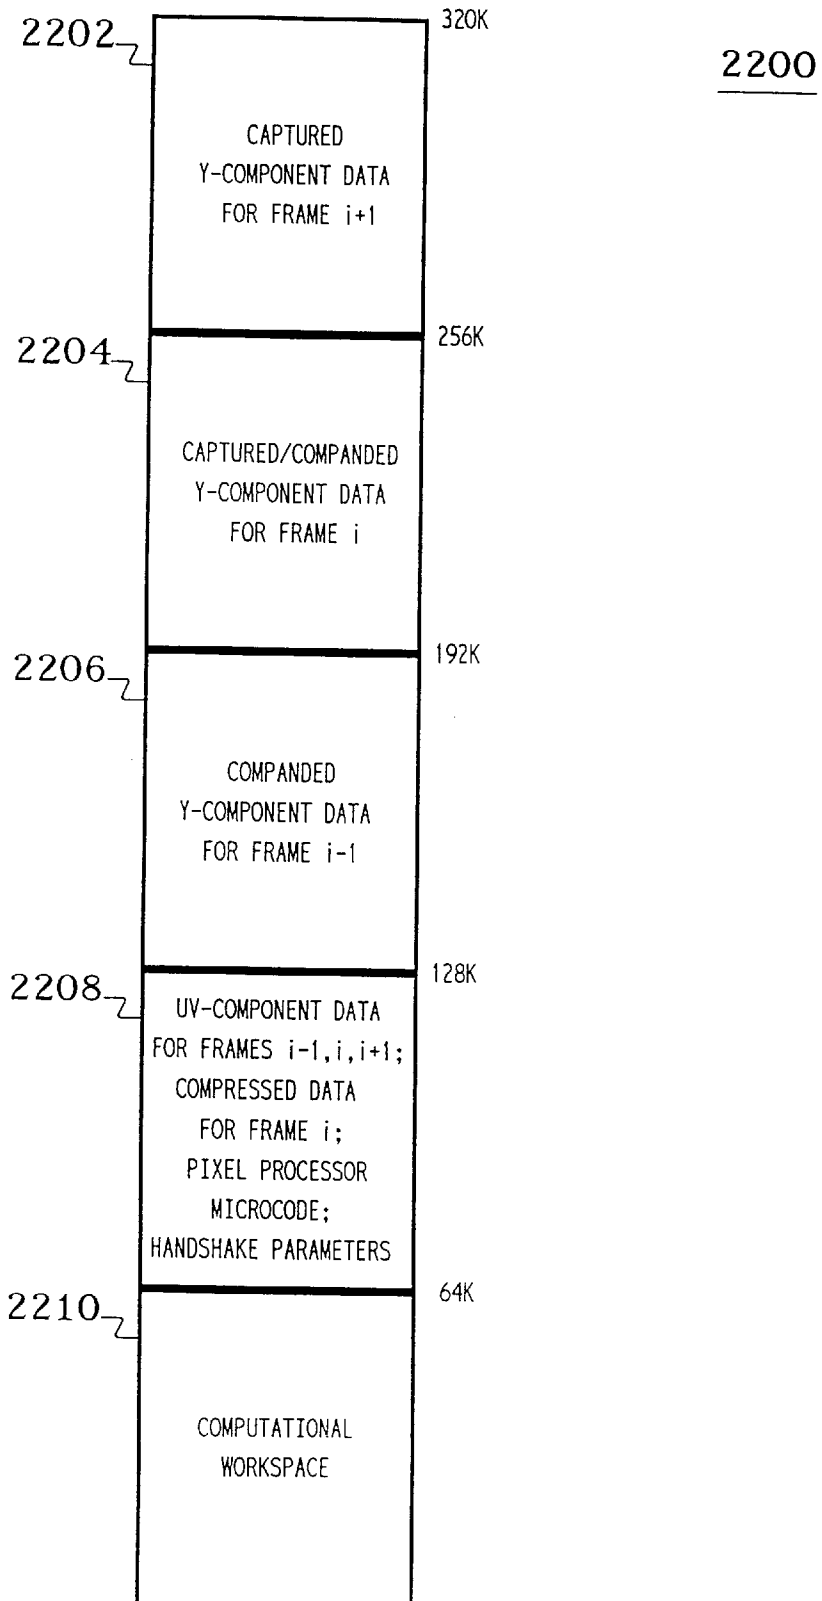 2200
2202
320K
CAPTURED
Y-COMPONENT DATA
FOR FRAME i+1
256K
2204
CAPTURED/COMPANDED
Y-COMPONENT DATA
FOR FRAME i
192K
2206
COMPANDED
Y-COMPONENT DATA
FOR FRAME i-1
128K
2208
UV-COMPONENT DATA
FOR FRAMES i-1,i,i+1;
COMPRESSED DATA
FOR FRAME i;
PIXEL PROCESSOR
MICROCODE;
HANDSHAKE PARAMETERS
64K
2210
COMPUTATIONAL
WORKSPACE